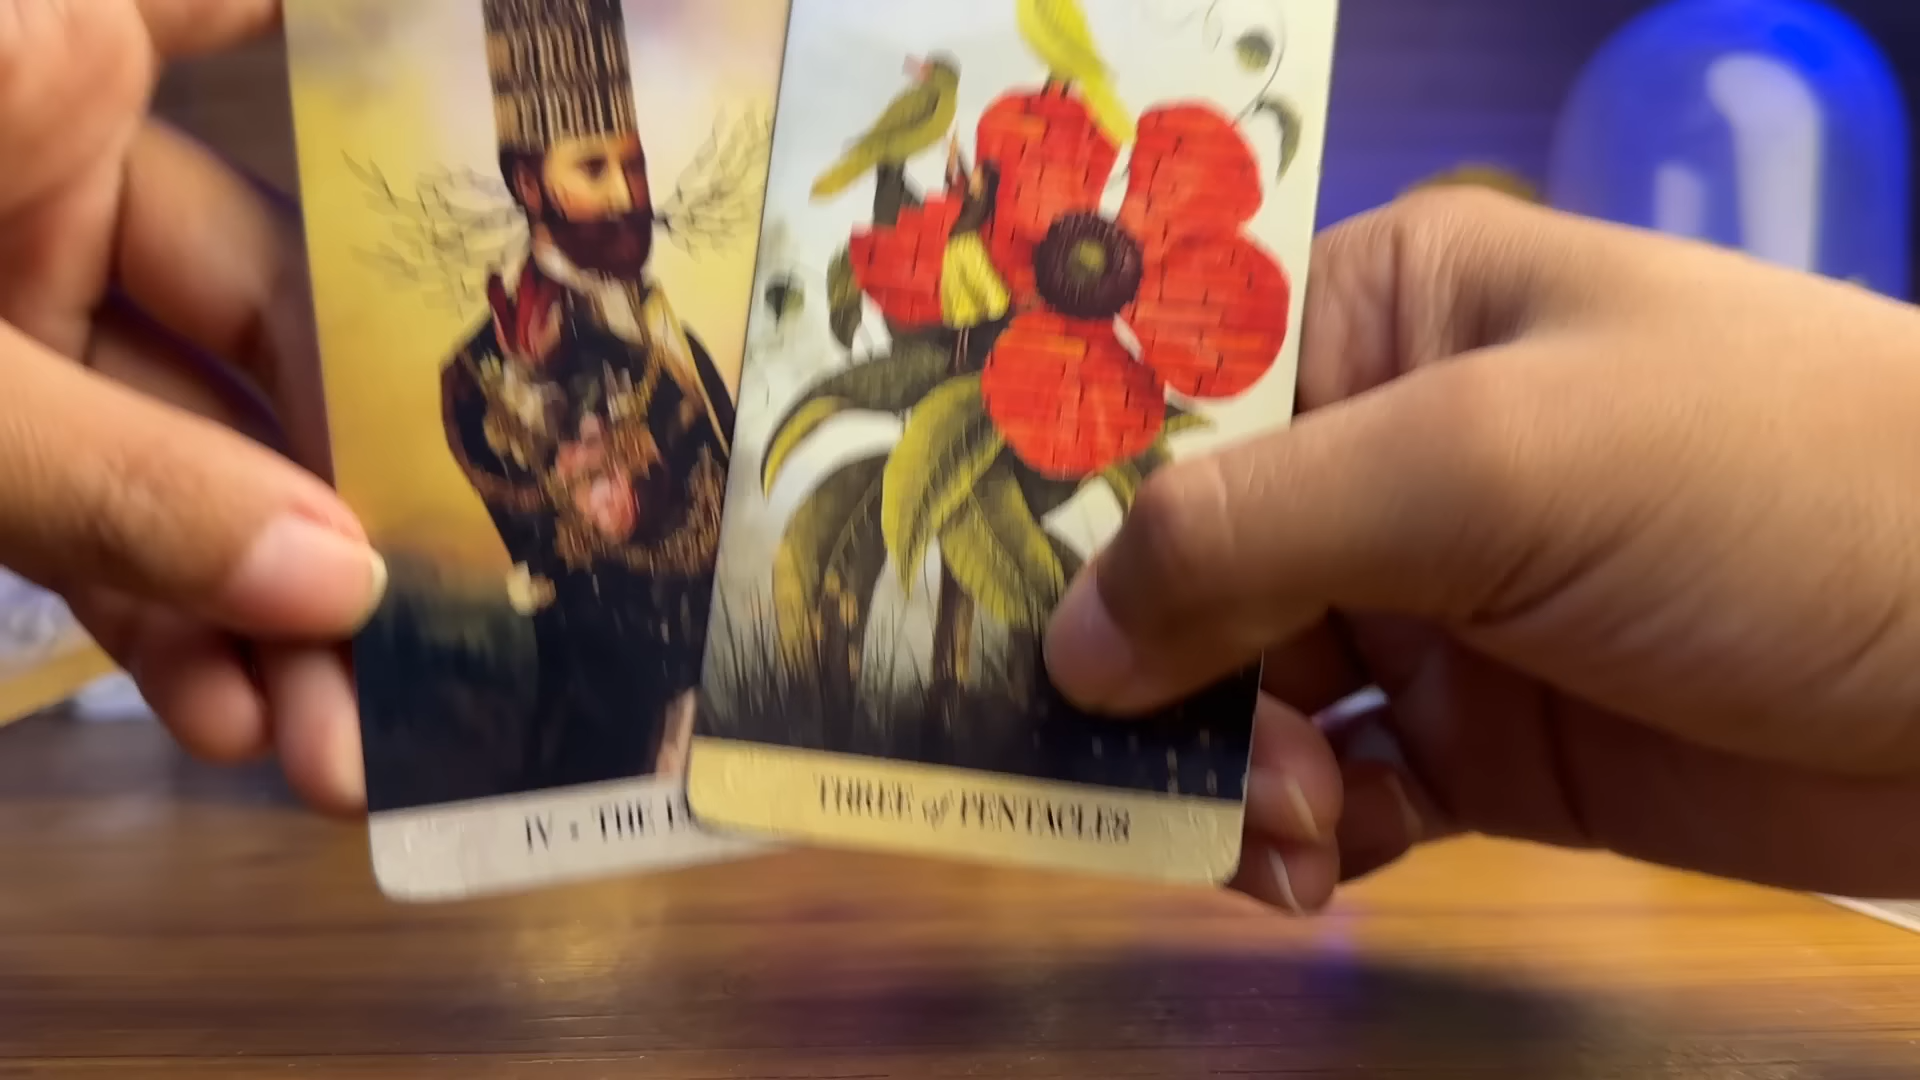 IV • THE
THREE of PENTACLES